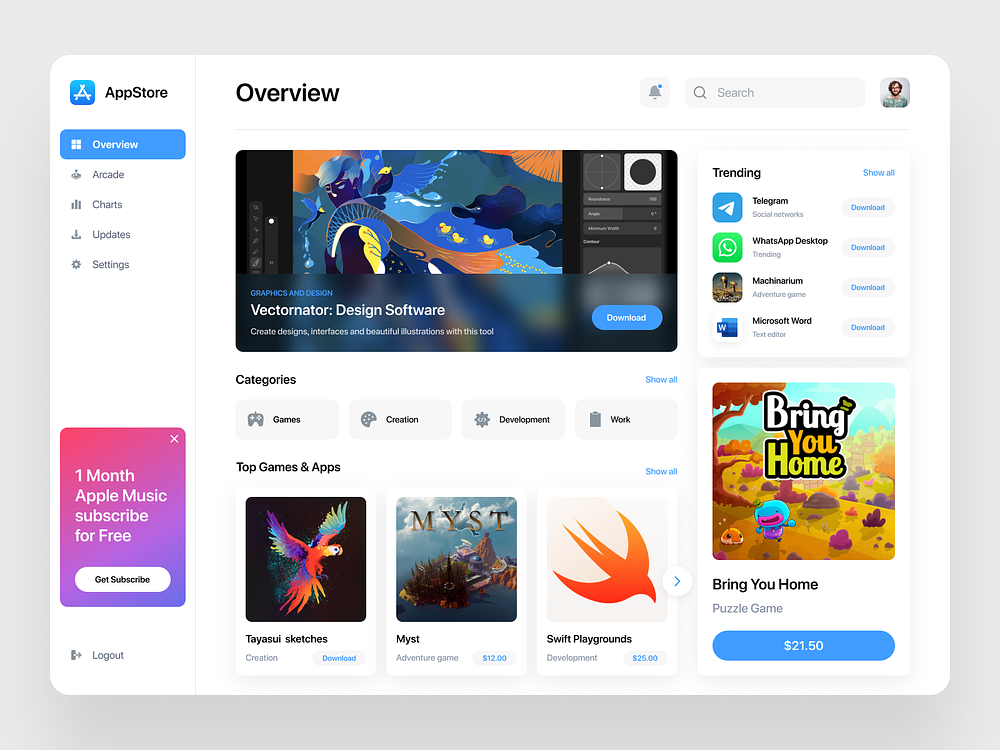 AppStore
Overview
Arcade
Charts
Updates
Settings
1 Month
Apple Music
subscribe
for Free
Get Subscribe
Logout
Overview
Search
Roundness 100
Angle 0°
Minimum Width 0
Contour
GRAPHICS AND DESIGN
Vectornator: Design Software
Create designs, interfaces and beautiful illustrations with this tool
Download
Categories
Show all
Games
Creation
Development
Work
Top Games & Apps
Show all
Tayasui sketches
Creation
Download
MYST
Myst
Adventure game
$12.00
Swift Playgrounds
Development
$25.00
Trending
Show all
Telegram
Social networks
Download
WhatsApp Desktop
Trending
Download
Machinarium
Adventure game
Download
W
Microsoft Word
Text editor
Download
Bring
You
Home
Bring You Home
Puzzle Game
$21.50